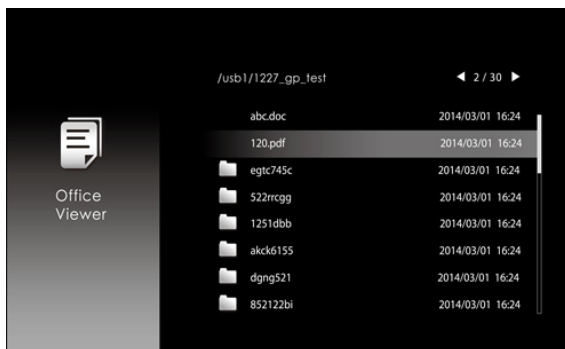 /usb1/1227_gp_test ◀ 2 / 30 ▶
abc.doc 2014/03/01 16:24
120.pdf 2014/03/01 16:24
egtc745c 2014/03/01 16:24
522rrcgg 2014/03/01 16:24
1251dbb 2014/03/01 16:24
akck6155 2014/03/01 16:24
dgng521 2014/03/01 16:24
852122bi 2014/03/01 16:24
Office
Viewer